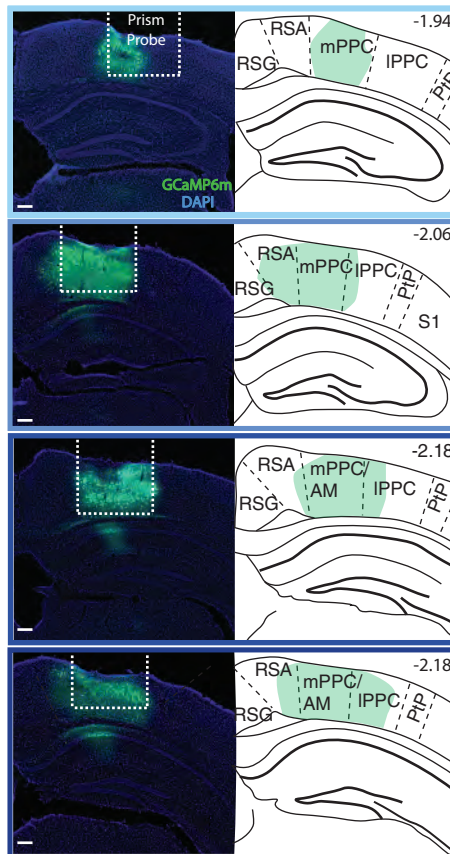 Prism
Probe
GCaMP6m
DAPI
-1.94
RSA
mPPC
lPPC
RSG
PtP
-2.06
RSA
mPPC
lPPC
RSG
PtP
S1
-2.18
RSA
mPPC/
AM
lPPC
RSG
PtP
-2.18
RSA
mPPC/
AM
lPPC
RSG
PtP